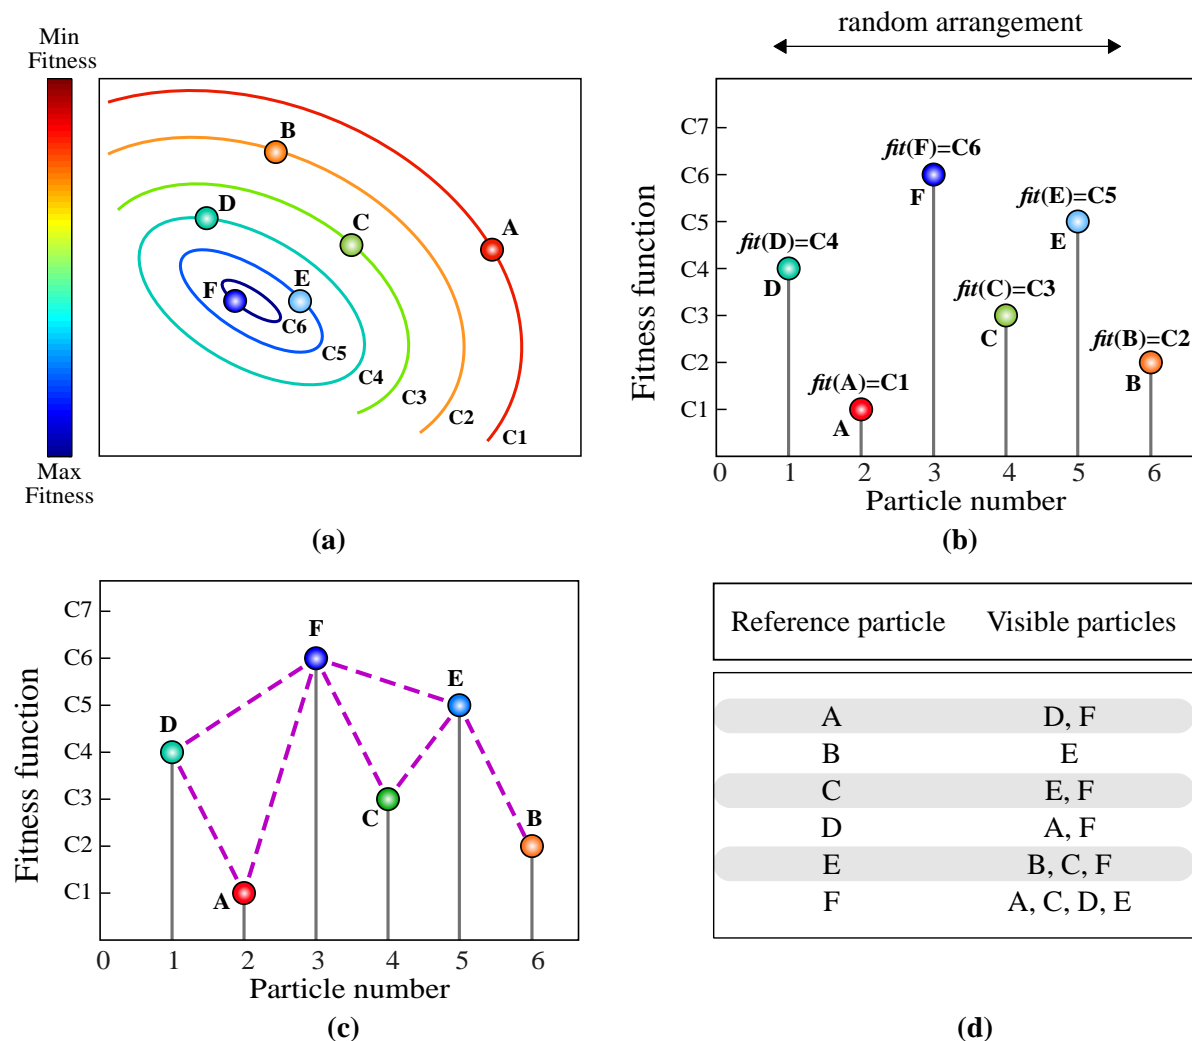 Min
Fitness
B
D
C
A
E
F
C6
C5
C4
C3
C2
C1
Max
Fitness
(a)
random arrangement
Fitness function
C7
C6
C5
C4
C3
C2
C1
fit(F)=C6
F
fit(E)=C5
E
fit(D)=C4
D
fit(C)=C3
C
fit(B)=C2
B
fit(A)=C1
A
0 1 2 3 4 5 6
Particle number
(b)
Fitness function
C7
C6
C5
C4
C3
C2
C1
F
E
D
C
B
A
0 1 2 3 4 5 6
Particle number
(c)
Reference particle Visible particles
A D, F
B E
C E, F
D A, F
E B, C, F
F A, C, D, E
(d)